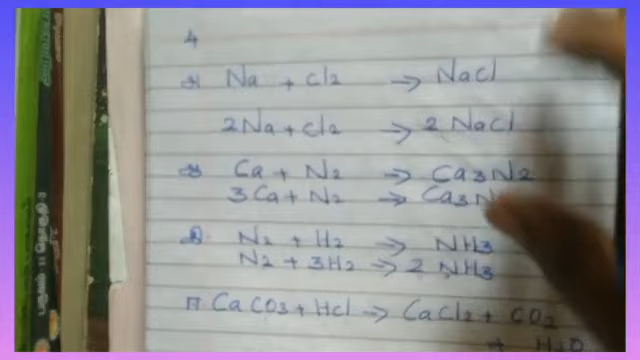 4
அ Na + Cl2 → NaCl
2Na + Cl2 → 2 NaCl
ஆ Ca + N2 → Ca3N2
3Ca + N2 → Ca3N
இ N2 + H2 → NH3
N2 + 3H2 → 2 NH3
ஈ CaCO3 + HCl → CaCl2 + CO2
+ H2O